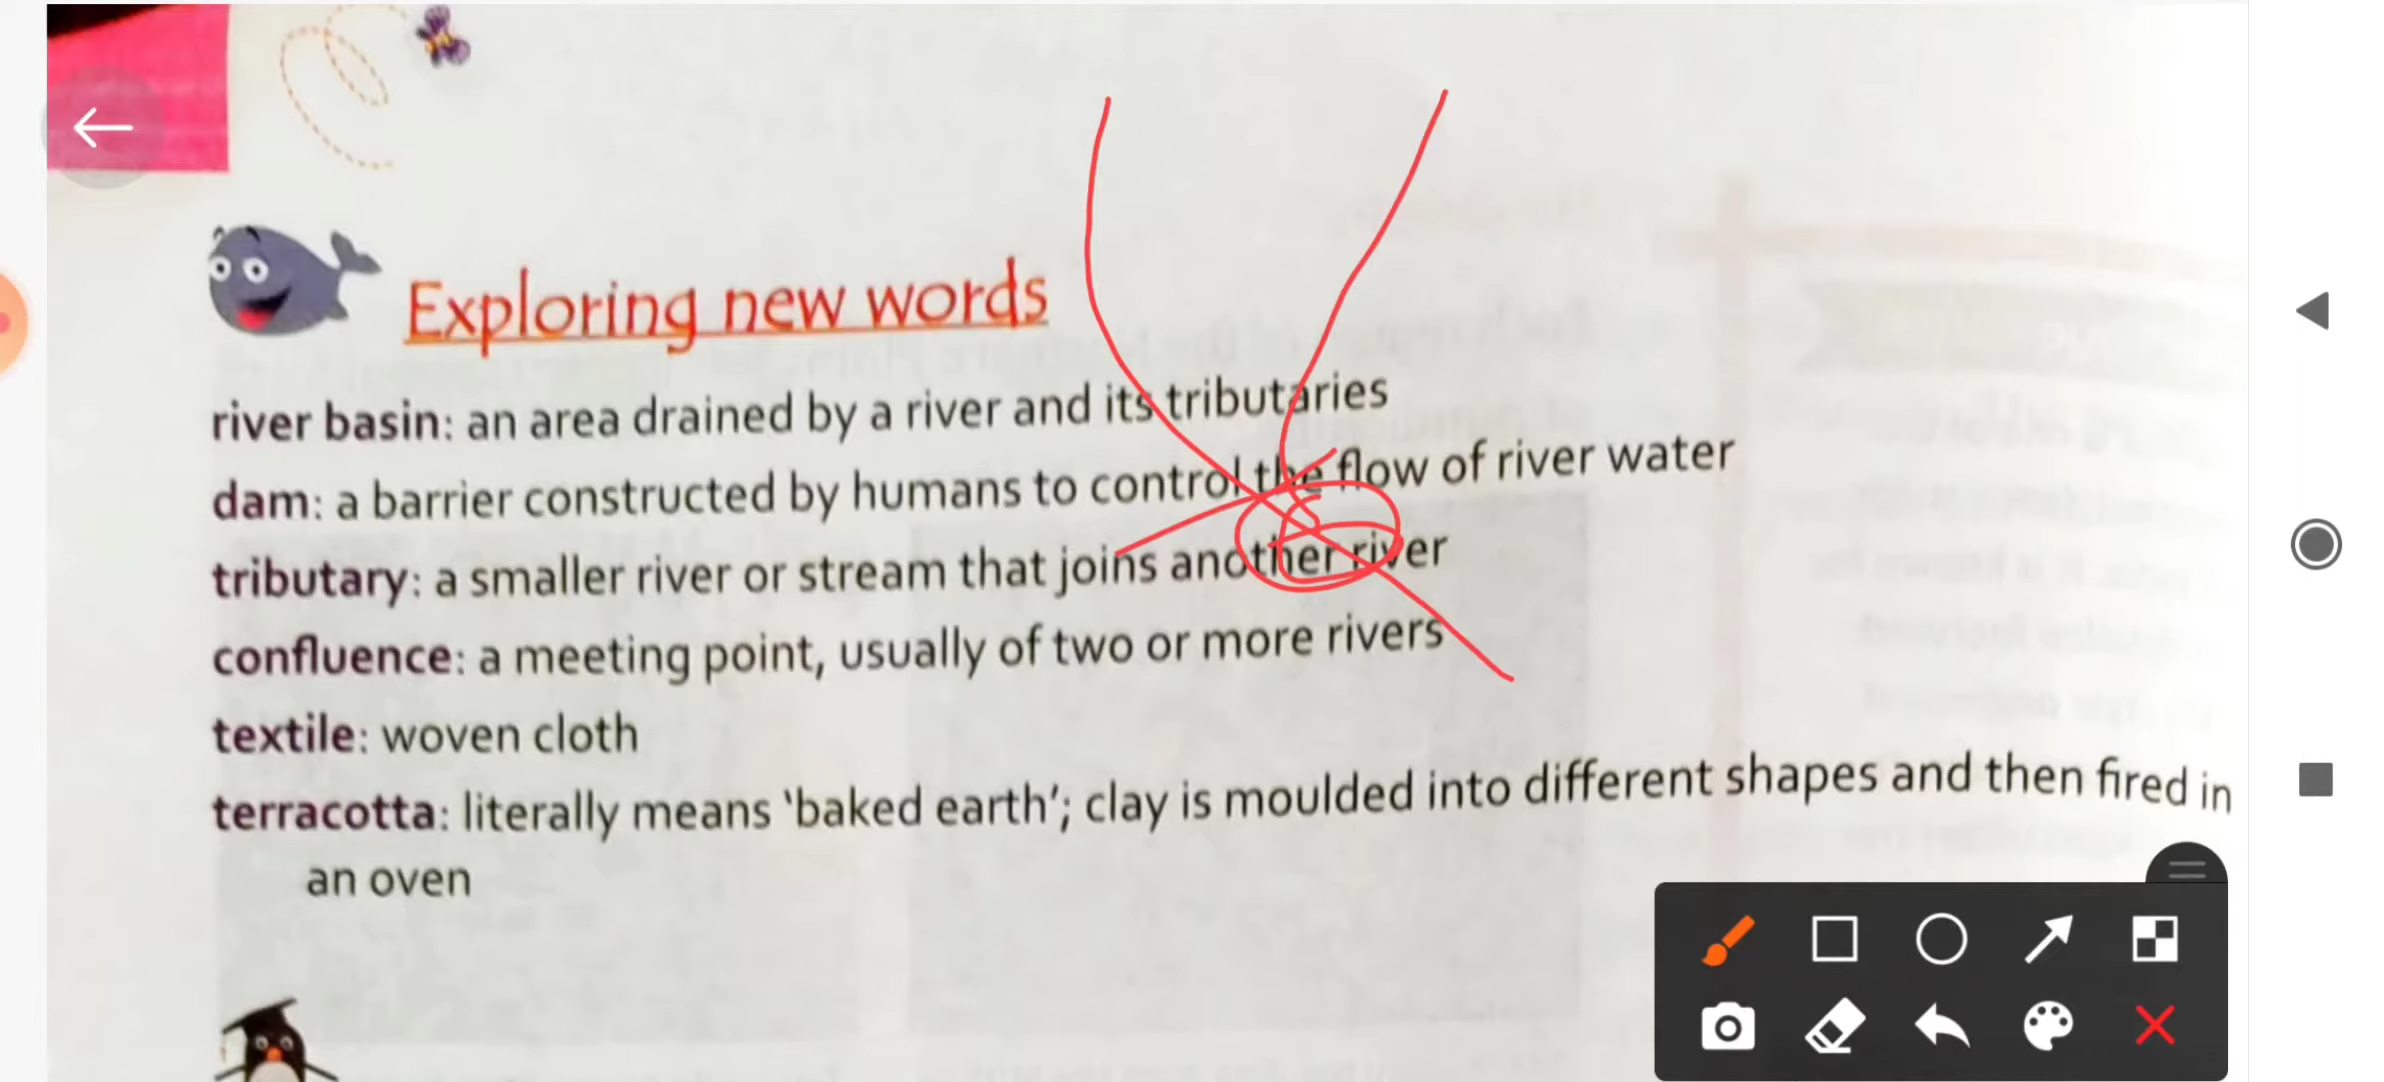 Exploring new words
river basin: an area drained by a river and its tributaries
dam: a barrier constructed by humans to control the flow of river water
tributary: a smaller river or stream that joins another river
confluence: a meeting point, usually of two or more rivers
textile: woven cloth
terracotta: literally means ‘baked earth’; clay is moulded into different shapes and then fired in
an oven